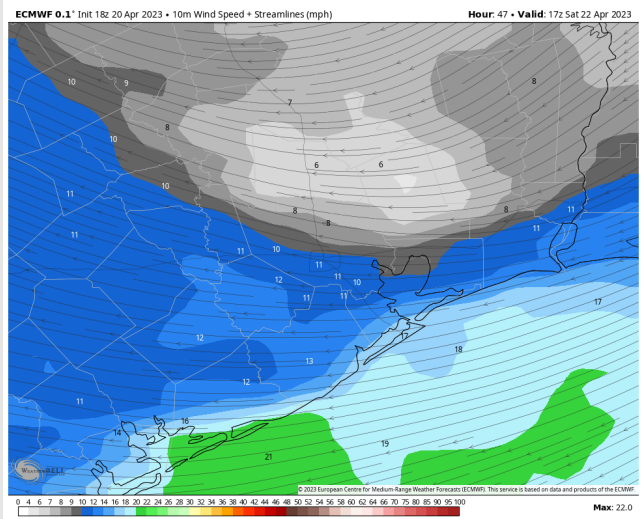 ECMWF 0.1° Init 18z 20 Apr 2023 • 10m Wind Speed + Streamlines (mph) Hour: 47 • Valid: 17z Sat 22 Apr 2023
10 9 8
7
8
10
6 6
11 10
8 8 11
8
11 11
11 10
11
12 11 10
11 11 17
17
12 18
13
12
11
16
14 19
21
WeatherBELL
© 2023 European Centre for Medium-Range Weather Forecasts (ECMWF). This service is based on data and products of the ECMWF.
0 4 6 7 8 9 10 12 14 16 18 20 22 24 26 28 30 32 34 36 38 40 42 44 46 48 50 52 54 56 58 60 62 64 66 68 70 75 80 85 90 95 100
Max: 22.0